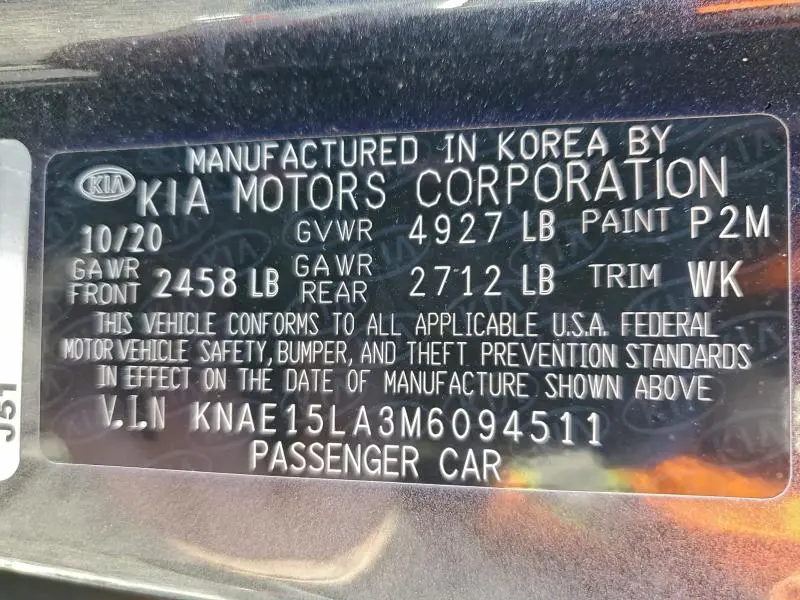 MANUFACTURED IN KOREA BY
KIA KIA MOTORS CORPORATION
10/20 GVWR 4927 LB PAINT P2M
GAWR FRONT 2458 LB GAWR REAR 2712 LB TRIM WK
THIS VEHICLE CONFORMS TO ALL APPLICABLE U.S.A. FEDERAL
MOTOR VEHICLE SAFETY, BUMPER, AND THEFT PREVENTION STANDARDS
IN EFFECT ON THE DATE OF MANUFACTURE SHOWN ABOVE
V.I.N KNAE15LA3M6094511
PASSENGER CAR